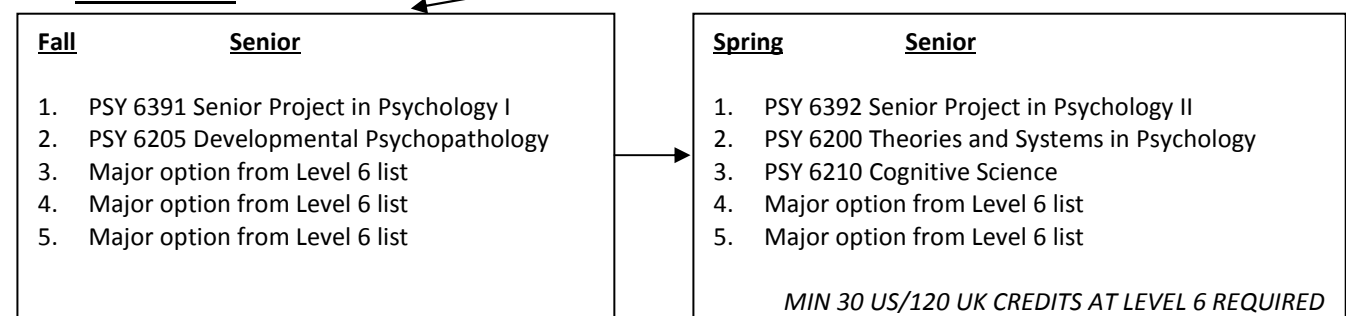 Fall Senior
1. PSY 6391 Senior Project in Psychology I
2. PSY 6205 Developmental Psychopathology
3. Major option from Level 6 list
4. Major option from Level 6 list
5. Major option from Level 6 list
Spring Senior
1. PSY 6392 Senior Project in Psychology II
2. PSY 6200 Theories and Systems in Psychology
3. PSY 6210 Cognitive Science
4. Major option from Level 6 list
5. Major option from Level 6 list
MIN 30 US/120 UK CREDITS AT LEVEL 6 REQUIRED